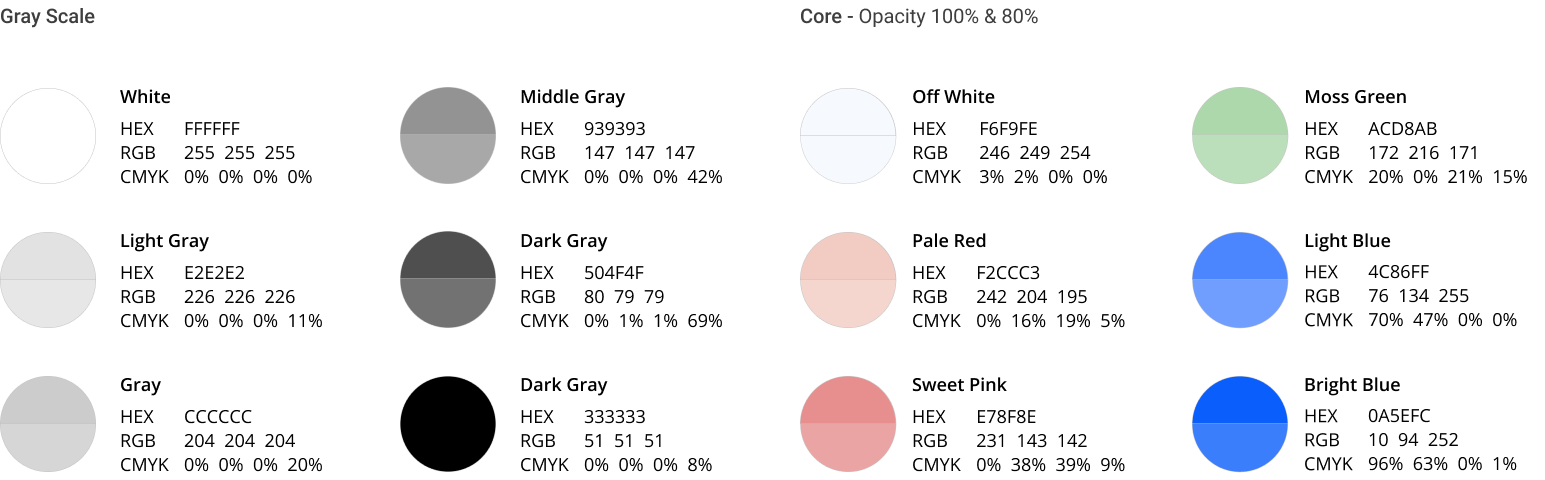 Gray Scale
White
HEX FFFFFF
RGB 255 255 255
CMYK 0% 0% 0% 0%
Middle Gray
HEX 939393
RGB 147 147 147
CMYK 0% 0% 0% 42%
Light Gray
HEX E2E2E2
RGB 226 226 226
CMYK 0% 0% 0% 11%
Dark Gray
HEX 504F4F
RGB 80 79 79
CMYK 0% 1% 1% 69%
Gray
HEX CCCCCC
RGB 204 204 204
CMYK 0% 0% 0% 20%
Dark Gray
HEX 333333
RGB 51 51 51
CMYK 0% 0% 0% 8%
Core - Opacity 100% & 80%
Off White
HEX F6F9FE
RGB 246 249 254
CMYK 3% 2% 0% 0%
Moss Green
HEX ACD8AB
RGB 172 216 171
CMYK 20% 0% 21% 15%
Pale Red
HEX F2CCC3
RGB 242 204 195
CMYK 0% 16% 19% 5%
Light Blue
HEX 4C86FF
RGB 76 134 255
CMYK 70% 47% 0% 0%
Sweet Pink
HEX E78F8E
RGB 231 143 142
CMYK 0% 38% 39% 9%
Bright Blue
HEX 0A5EFC
RGB 10 94 252
CMYK 96% 63% 0% 1%